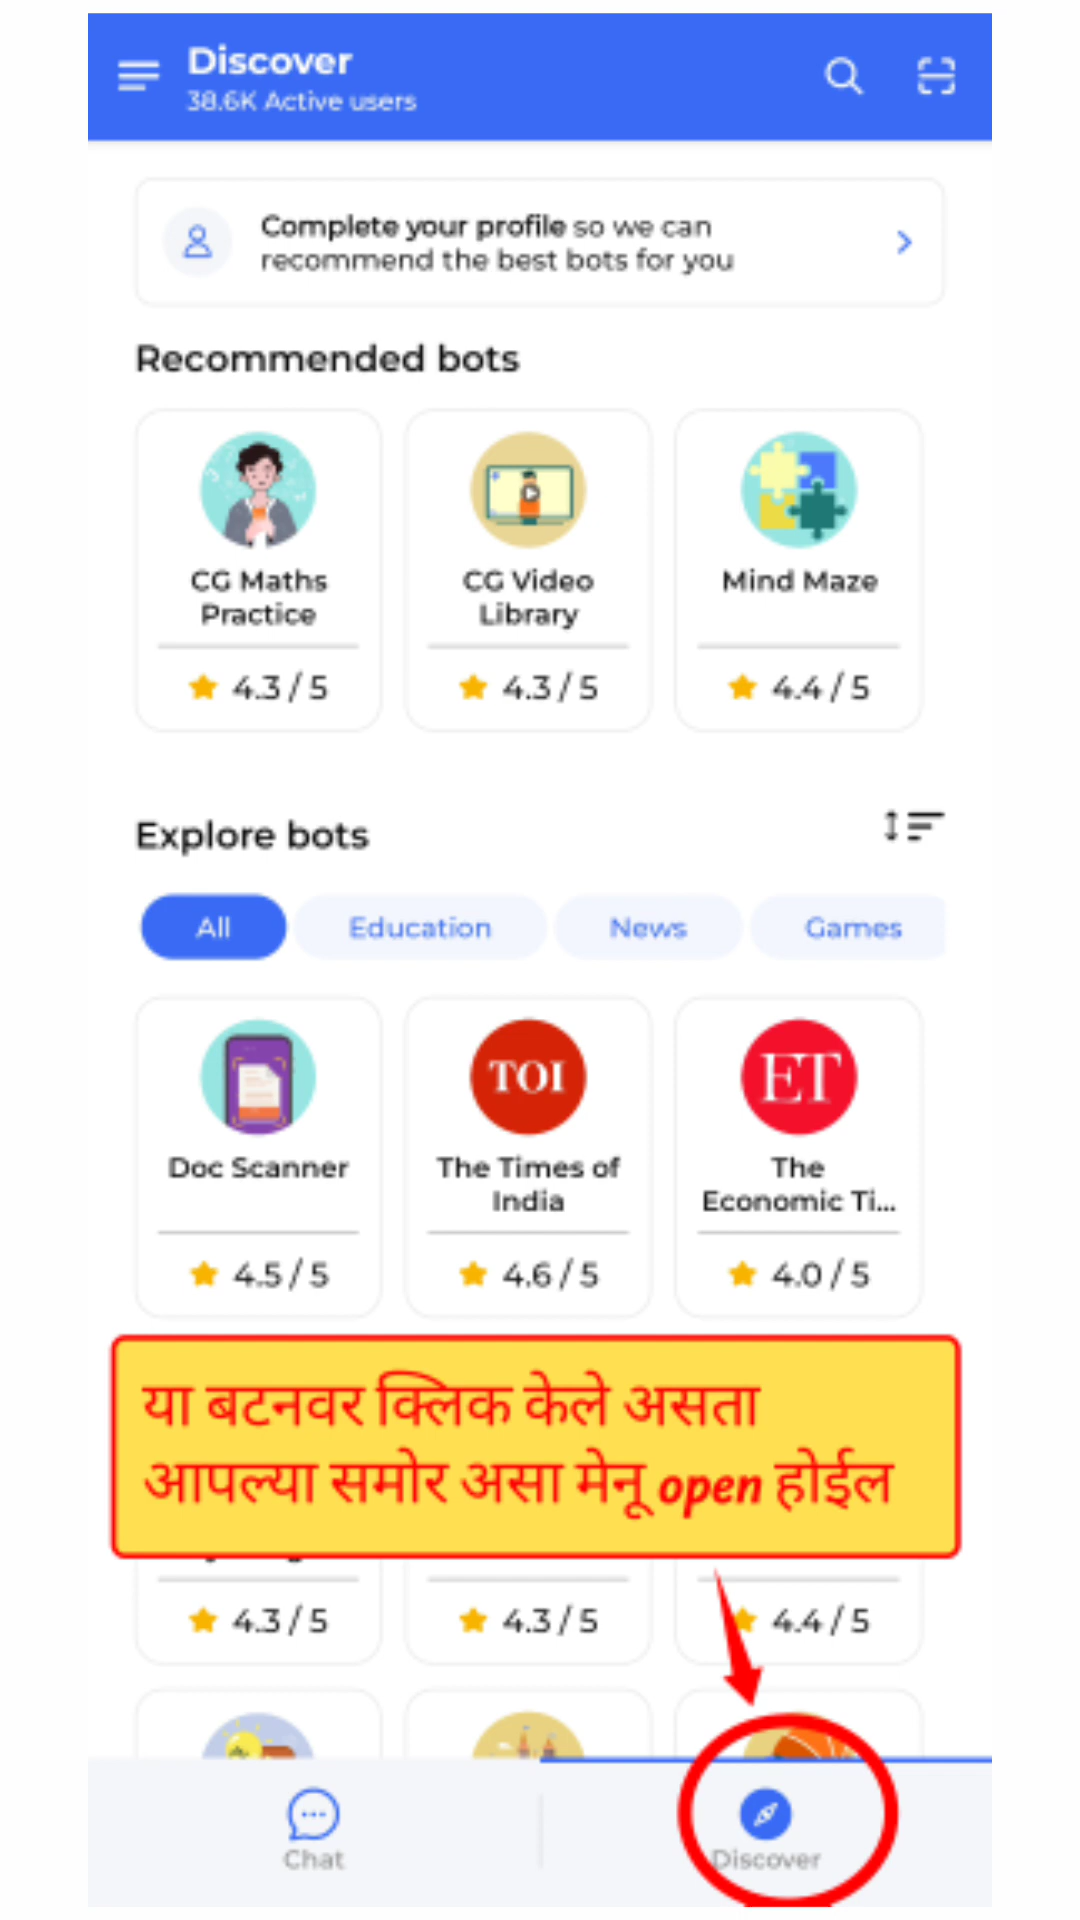 Discover
38.6K Active users
Complete your profile so we can
recommend the best bots for you
Recommended bots
CG Maths
Practice
4.3 / 5
CG Video
Library
4.3 / 5
Mind Maze
4.4 / 5
Explore bots
All
Education
News
Games
Doc Scanner
4.5 / 5
TOI
The Times of
India
4.6 / 5
ET
The
Economic Ti...
4.0 / 5
या बटनवर क्लिक केले असता
आपल्या समोर असा मेनू open होईल
4.3 / 5
4.3 / 5
4.4 / 5
Chat
Discover